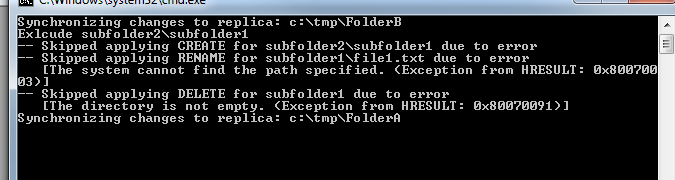 C:\Windows\system32\cmd.exe
Synchronizing changes to replica: c:\tmp\FolderB
Exlcude subfolder2\subfolder1
-- Skipped applying CREATE for subfolder2\subfolder1 due to error
-- Skipped applying RENAME for subfolder1\file1.txt due to error
[The system cannot find the path specified. (Exception from HRESULT: 0x800700
03)]
-- Skipped applying DELETE for subfolder1 due to error
[The directory is not empty. (Exception from HRESULT: 0x80070091)]
Synchronizing changes to replica: c:\tmp\FolderA